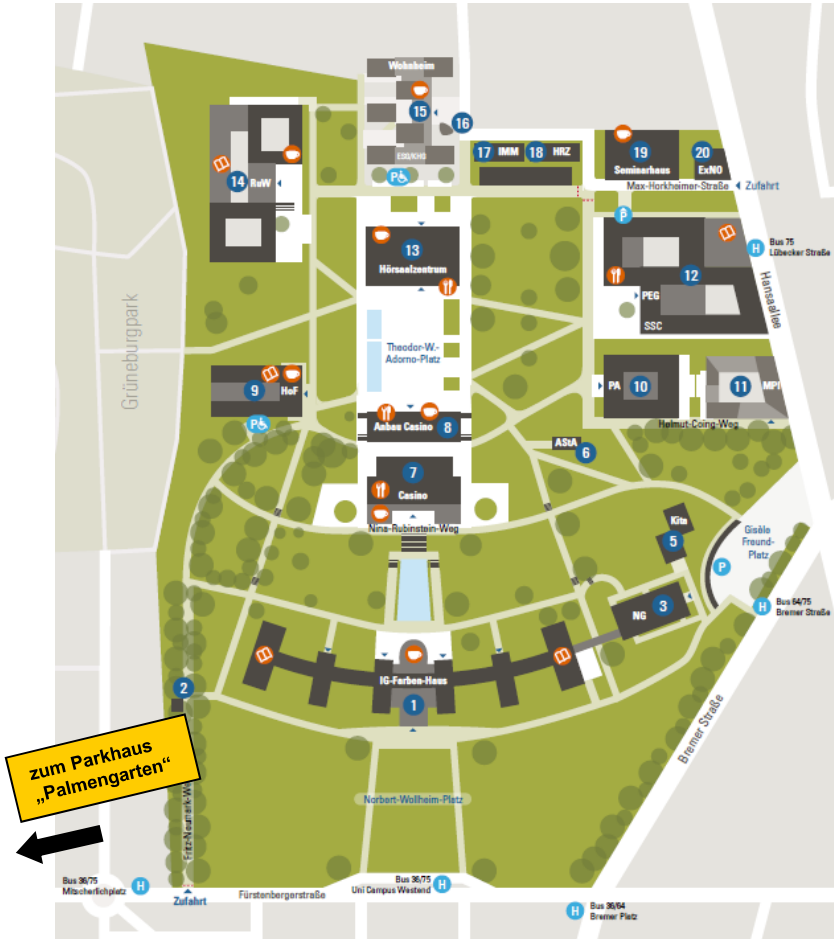 Wohnheim
15
16
ESG/KHG
P
17 IMM 18 HRZ
19
Seminarhaus
20
ExNO
Max-Horkheimer-Straße
Zufahrt
14 RuW
13
Hörsaalzentrum
H
Bus 75
Lübecker Straße
12
PEG
SSC
Hansaallee
Grüneburgpark
Theodor-W.-
Adorno-Platz
9
HoF
P
PA 10
11 MPI
Helmut-Coing-Weg
Anbau Casino 8
AStA
6
7
Casino
Nina-Rubinstein-Weg
Kita
5
Gisèle
Freund-
Platz
P
NG 3
H
Bus 64/75
Bremer Straße
IG-Farben-Haus
1
2
Bremer Straße
zum Parkhaus
„Palmengarten“
Fritz-Neumark-Weg
Norbert-Wollheim-Platz
Bus 36/75
Mitscherlichplatz
H
Zufahrt
Fürstenbergerstraße
Bus 36/75
Uni Campus Westend
H
H
Bus 36/64
Bremer Platz